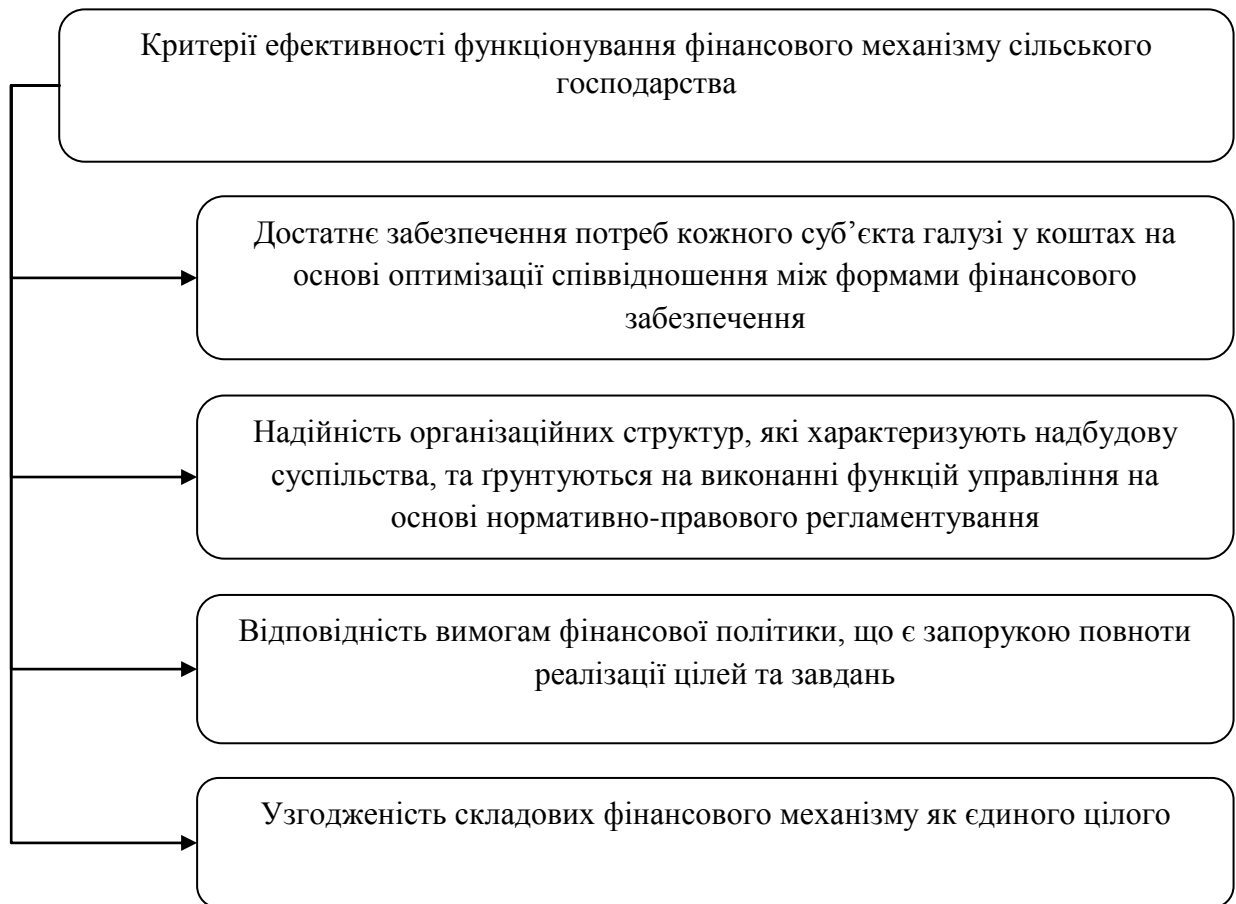 Критерії ефективності функціонування фінансового механізму сільського
господарства
Достатнє забезпечення потреб кожного суб’єкта галузі у коштах на
основі оптимізації співвідношення між формами фінансового
забезпечення
Надійність організаційних структур, які характеризують надбудову
суспільства, та ґрунтуються на виконанні функцій управління на
основі нормативно-правового регламентування
Відповідність вимогам фінансової політики, що є запорукою повноти
реалізації цілей та завдань
Узгодженість складових фінансового механізму як єдиного цілого